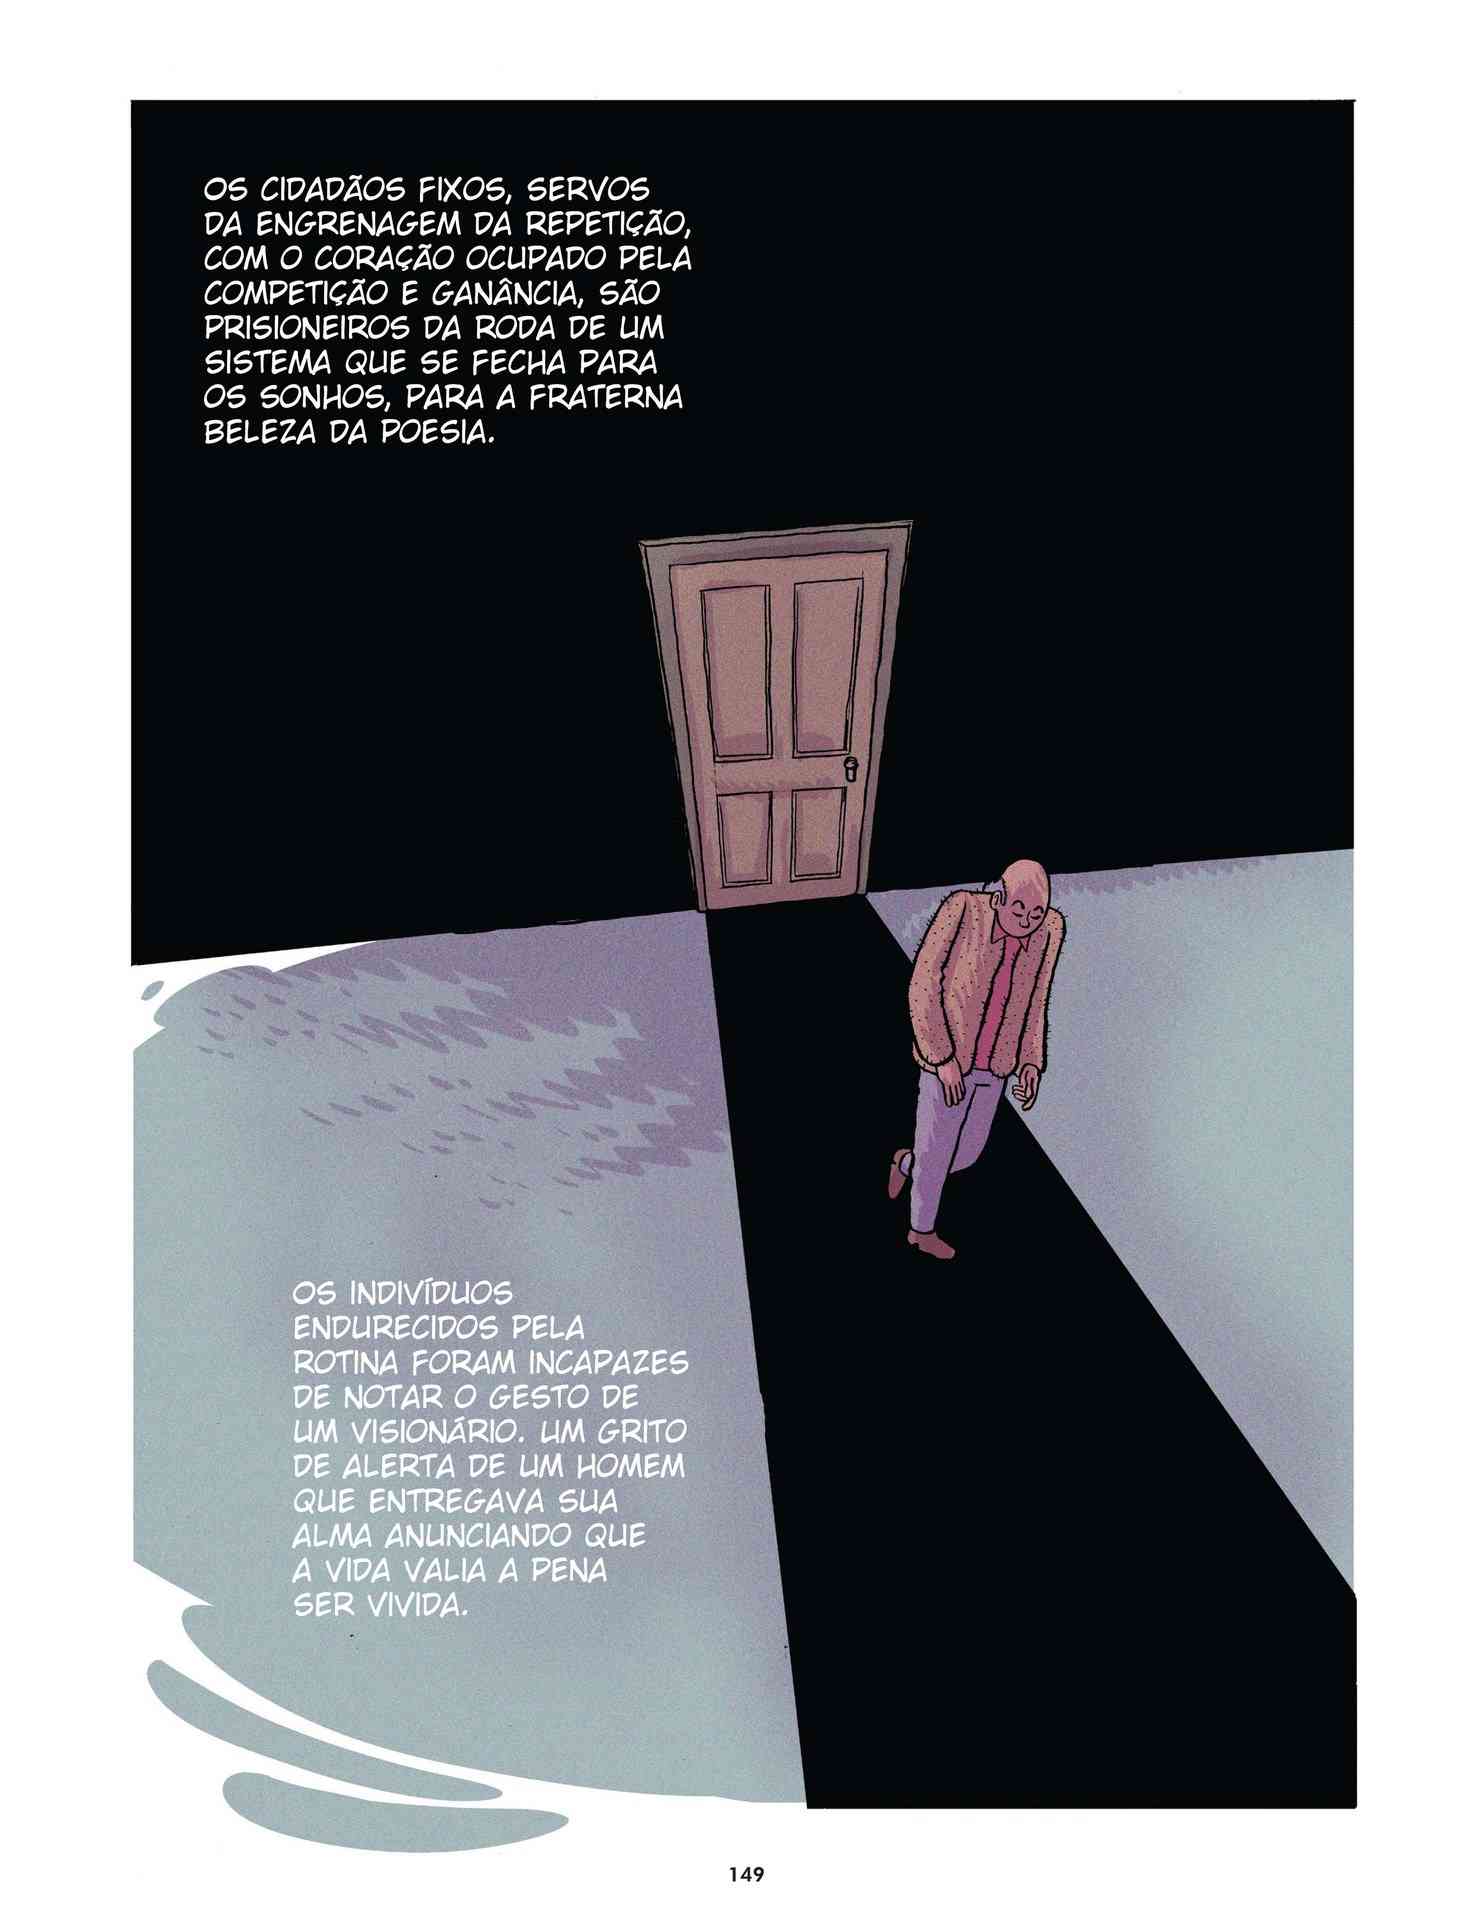 OS CIDADÃOS FIXOS, SERVOS
DA ENGRENAGEM DA REPETIÇÃO,
COM O CORAÇÃO OCUPADO PELA
COMPETIÇÃO E GANÂNCIA, SÃO
PRISIONEIROS DA RODA DE UM
SISTEMA QUE SE FECHA PARA
OS SONHOS, PARA A FRATERNA
BELEZA DA POESIA.
OS INDIVÍDUOS
ENDURECIDOS PELA
ROTINA FORAM INCAPAZES
DE NOTAR O GESTO DE
UM VISIONÁRIO. UM GRITO
DE ALERTA DE UM HOMEM
QUE ENTREGAVA SUA
ALMA ANUNCIANDO QUE
A VIDA VALIA A PENA
SER VIVIDA.
149